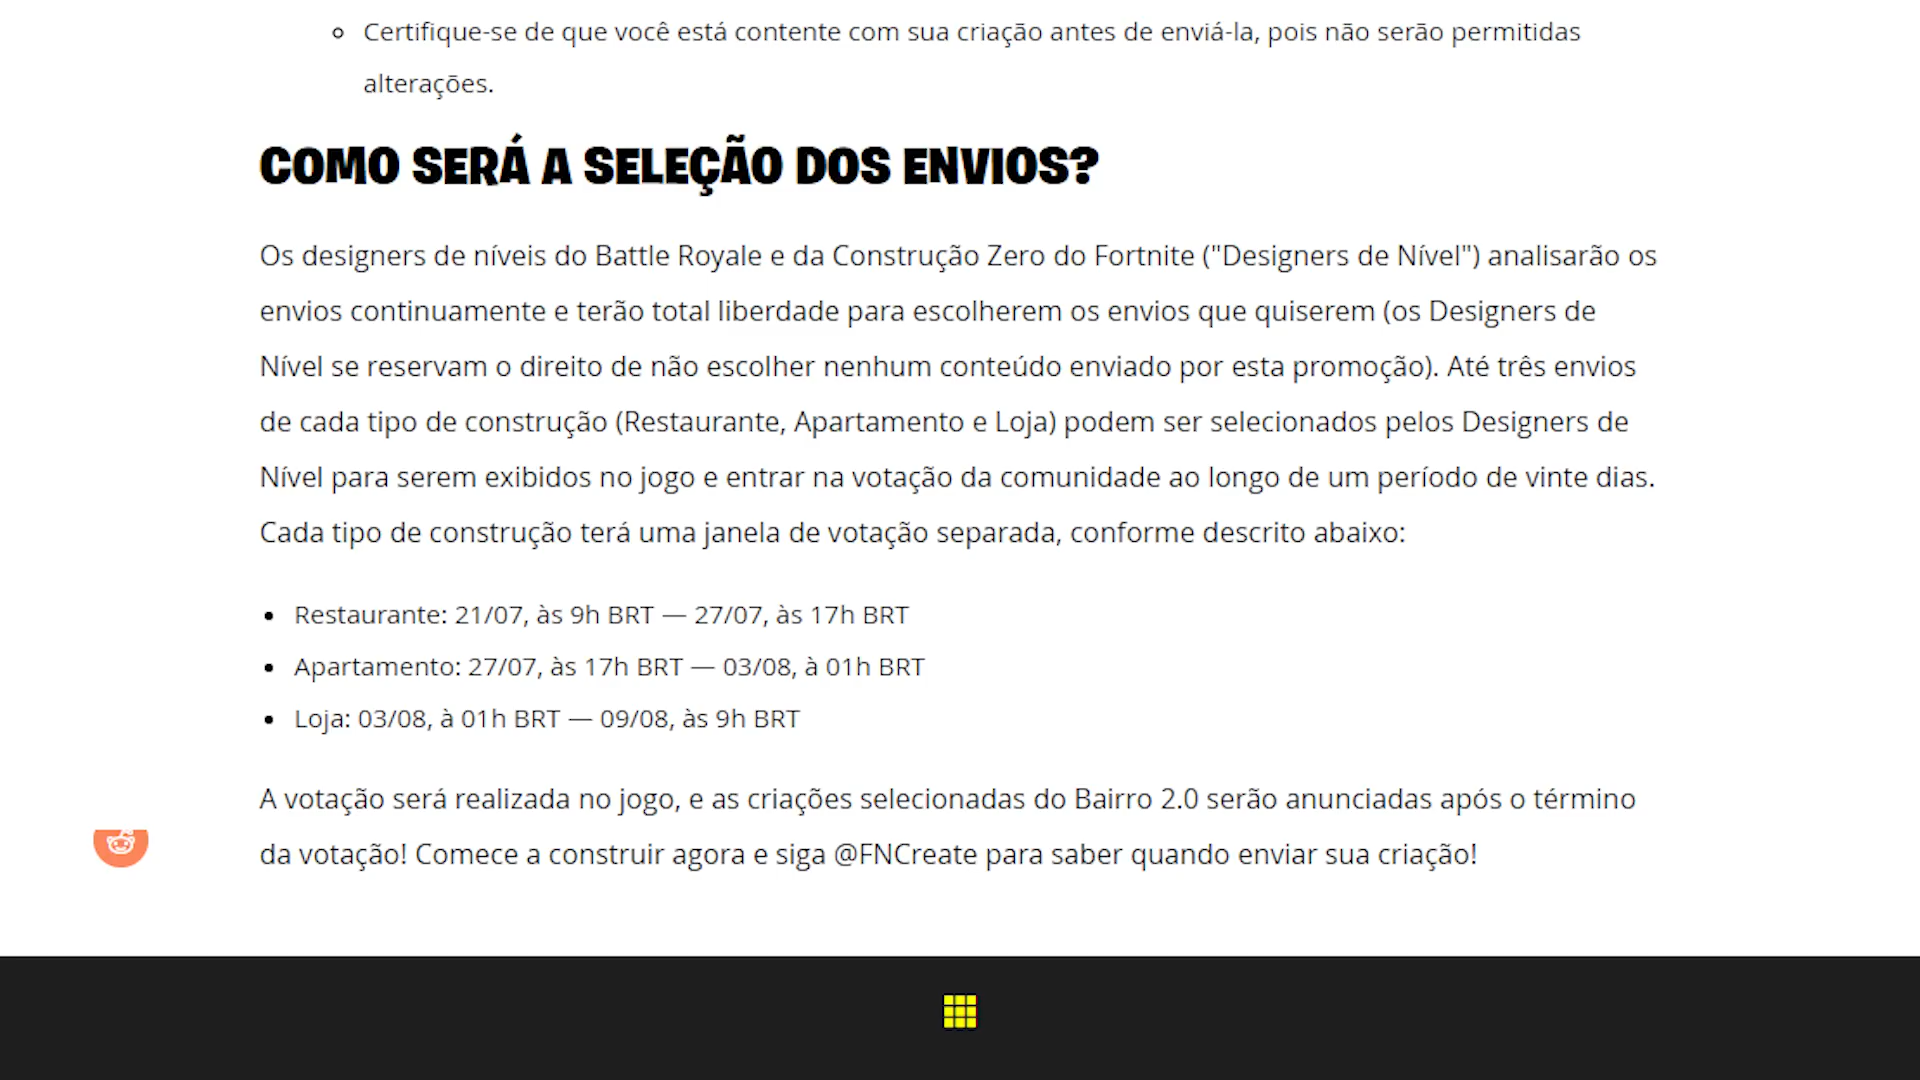 Certifique-se de que você está contente com sua criação antes de enviá-la, pois não serão permitidas
alterações.
COMO SERÁ A SELEÇÃO DOS ENVIOS?
Os designers de níveis do Battle Royale e da Construção Zero do Fortnite ("Designers de Nível") analisarão os
envios continuamente e terão total liberdade para escolherem os envios que quiserem (os Designers de
Nível se reservam o direito de não escolher nenhum conteúdo enviado por esta promoção). Até três envios
de cada tipo de construção (Restaurante, Apartamento e Loja) podem ser selecionados pelos Designers de
Nível para serem exibidos no jogo e entrar na votação da comunidade ao longo de um período de vinte dias.
Cada tipo de construção terá uma janela de votação separada, conforme descrito abaixo:
Restaurante: 21/07, às 9h BRT — 27/07, às 17h BRT
Apartamento: 27/07, às 17h BRT — 03/08, à 01h BRT
Loja: 03/08, à 01h BRT — 09/08, às 9h BRT
A votação será realizada no jogo, e as criações selecionadas do Bairro 2.0 serão anunciadas após o término
da votação! Comece a construir agora e siga @FNCreate para saber quando enviar sua criação!